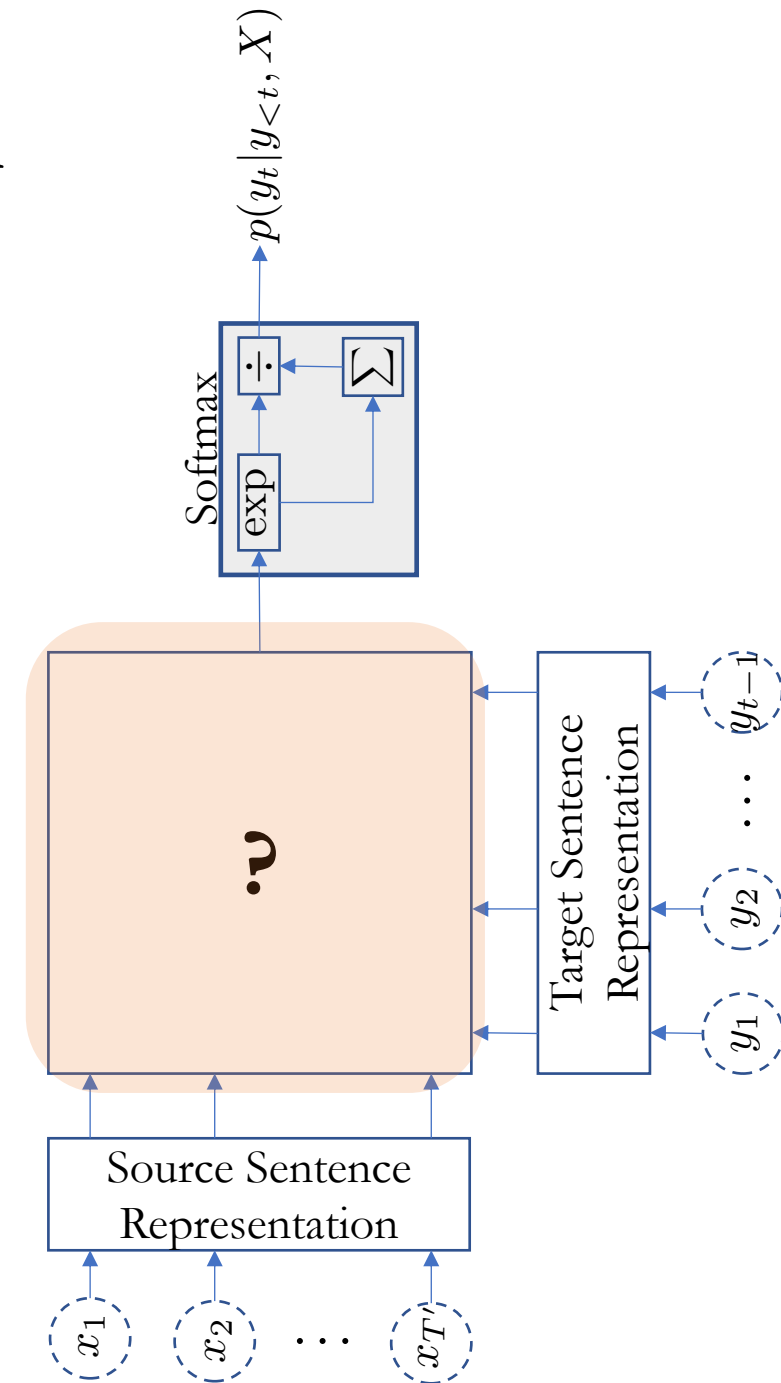 x_1
x_2
⋯
x_{T'}
Source Sentence
Representation
?
y_1
y_2
⋯
y_{t-1}
Target Sentence
Representation
Softmax
exp
÷
Σ
p(y_t|y_{<t}, X)